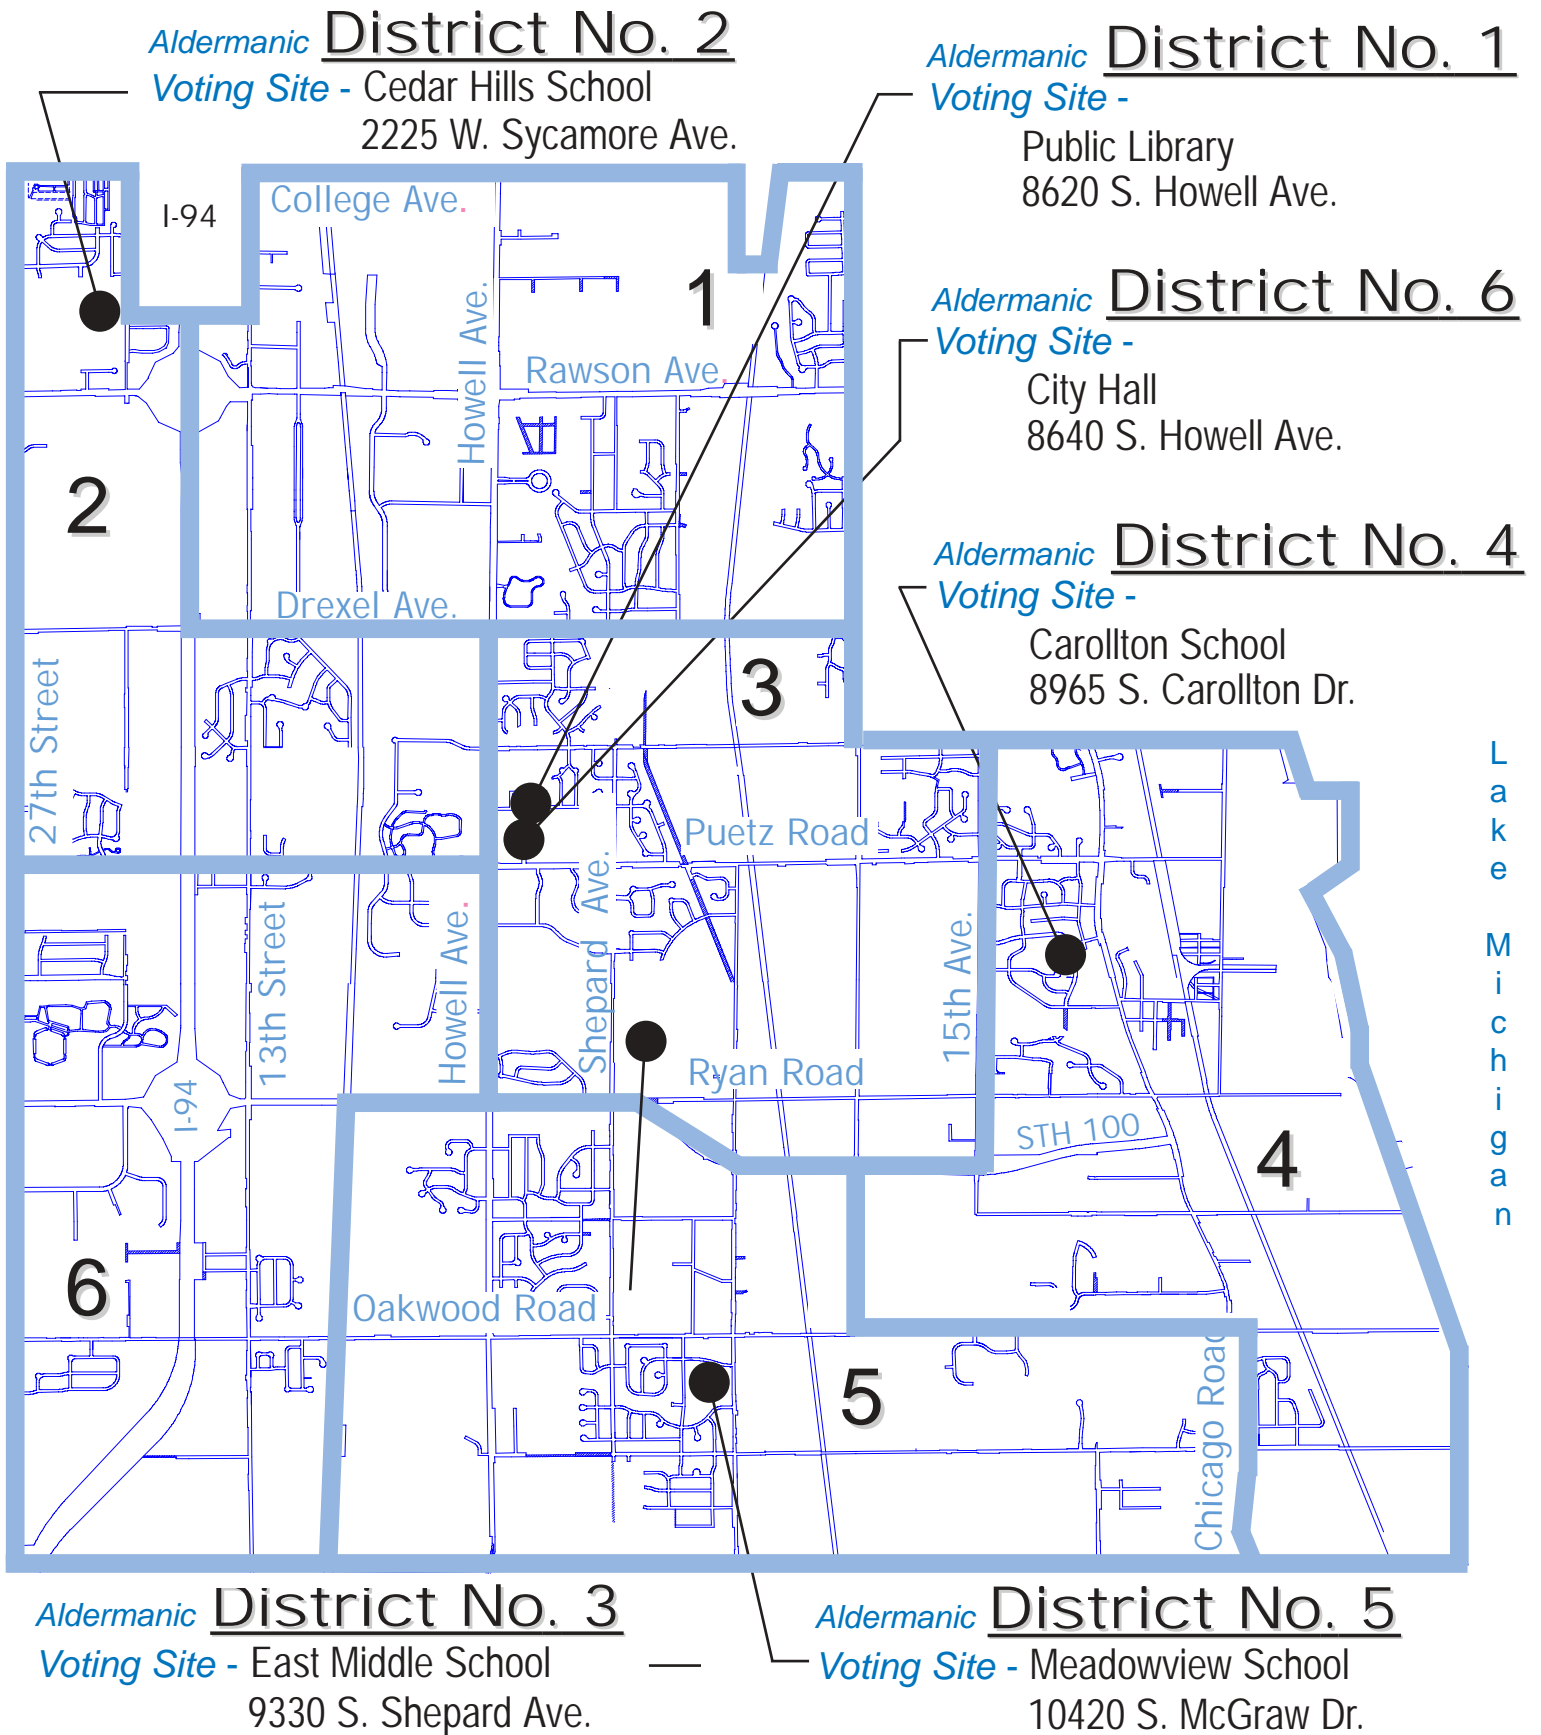 Aldermanic District No. 2
Voting Site - Cedar Hills School
2225 W. Sycamore Ave.
Aldermanic District No. 1
Voting Site -
Public Library
8620 S. Howell Ave.
Aldermanic District No. 6
Voting Site -
City Hall
8640 S. Howell Ave.
Aldermanic District No. 4
Voting Site -
Carollton School
8965 S. Carollton Dr.
I-94
College Ave.
1
Howell Ave.
Rawson Ave.
2
Drexel Ave.
3
27th Street
Puetz Road
Shepard Ave.
13th Street
Howell Ave.
15th Ave.
Ryan Road
I-94
STH 100
4
6
Oakwood Road
5
Chicago Road
Lake Michigan
Aldermanic District No. 3
Voting Site - East Middle School
9330 S. Shepard Ave.
Aldermanic District No. 5
Voting Site - Meadowview School
10420 S. McGraw Dr.